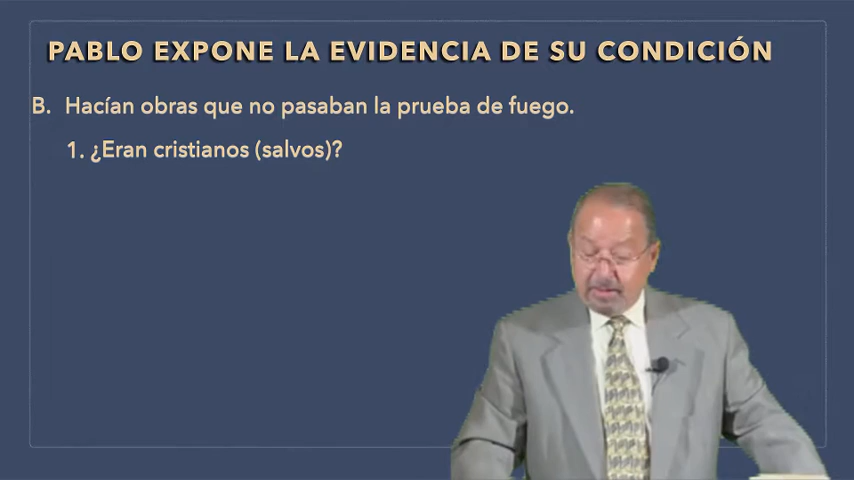 PABLO EXPONE LA EVIDENCIA DE SU CONDICIÓN
B. Hacían obras que no pasaban la prueba de fuego.
1. ¿Eran cristianos (salvos)?